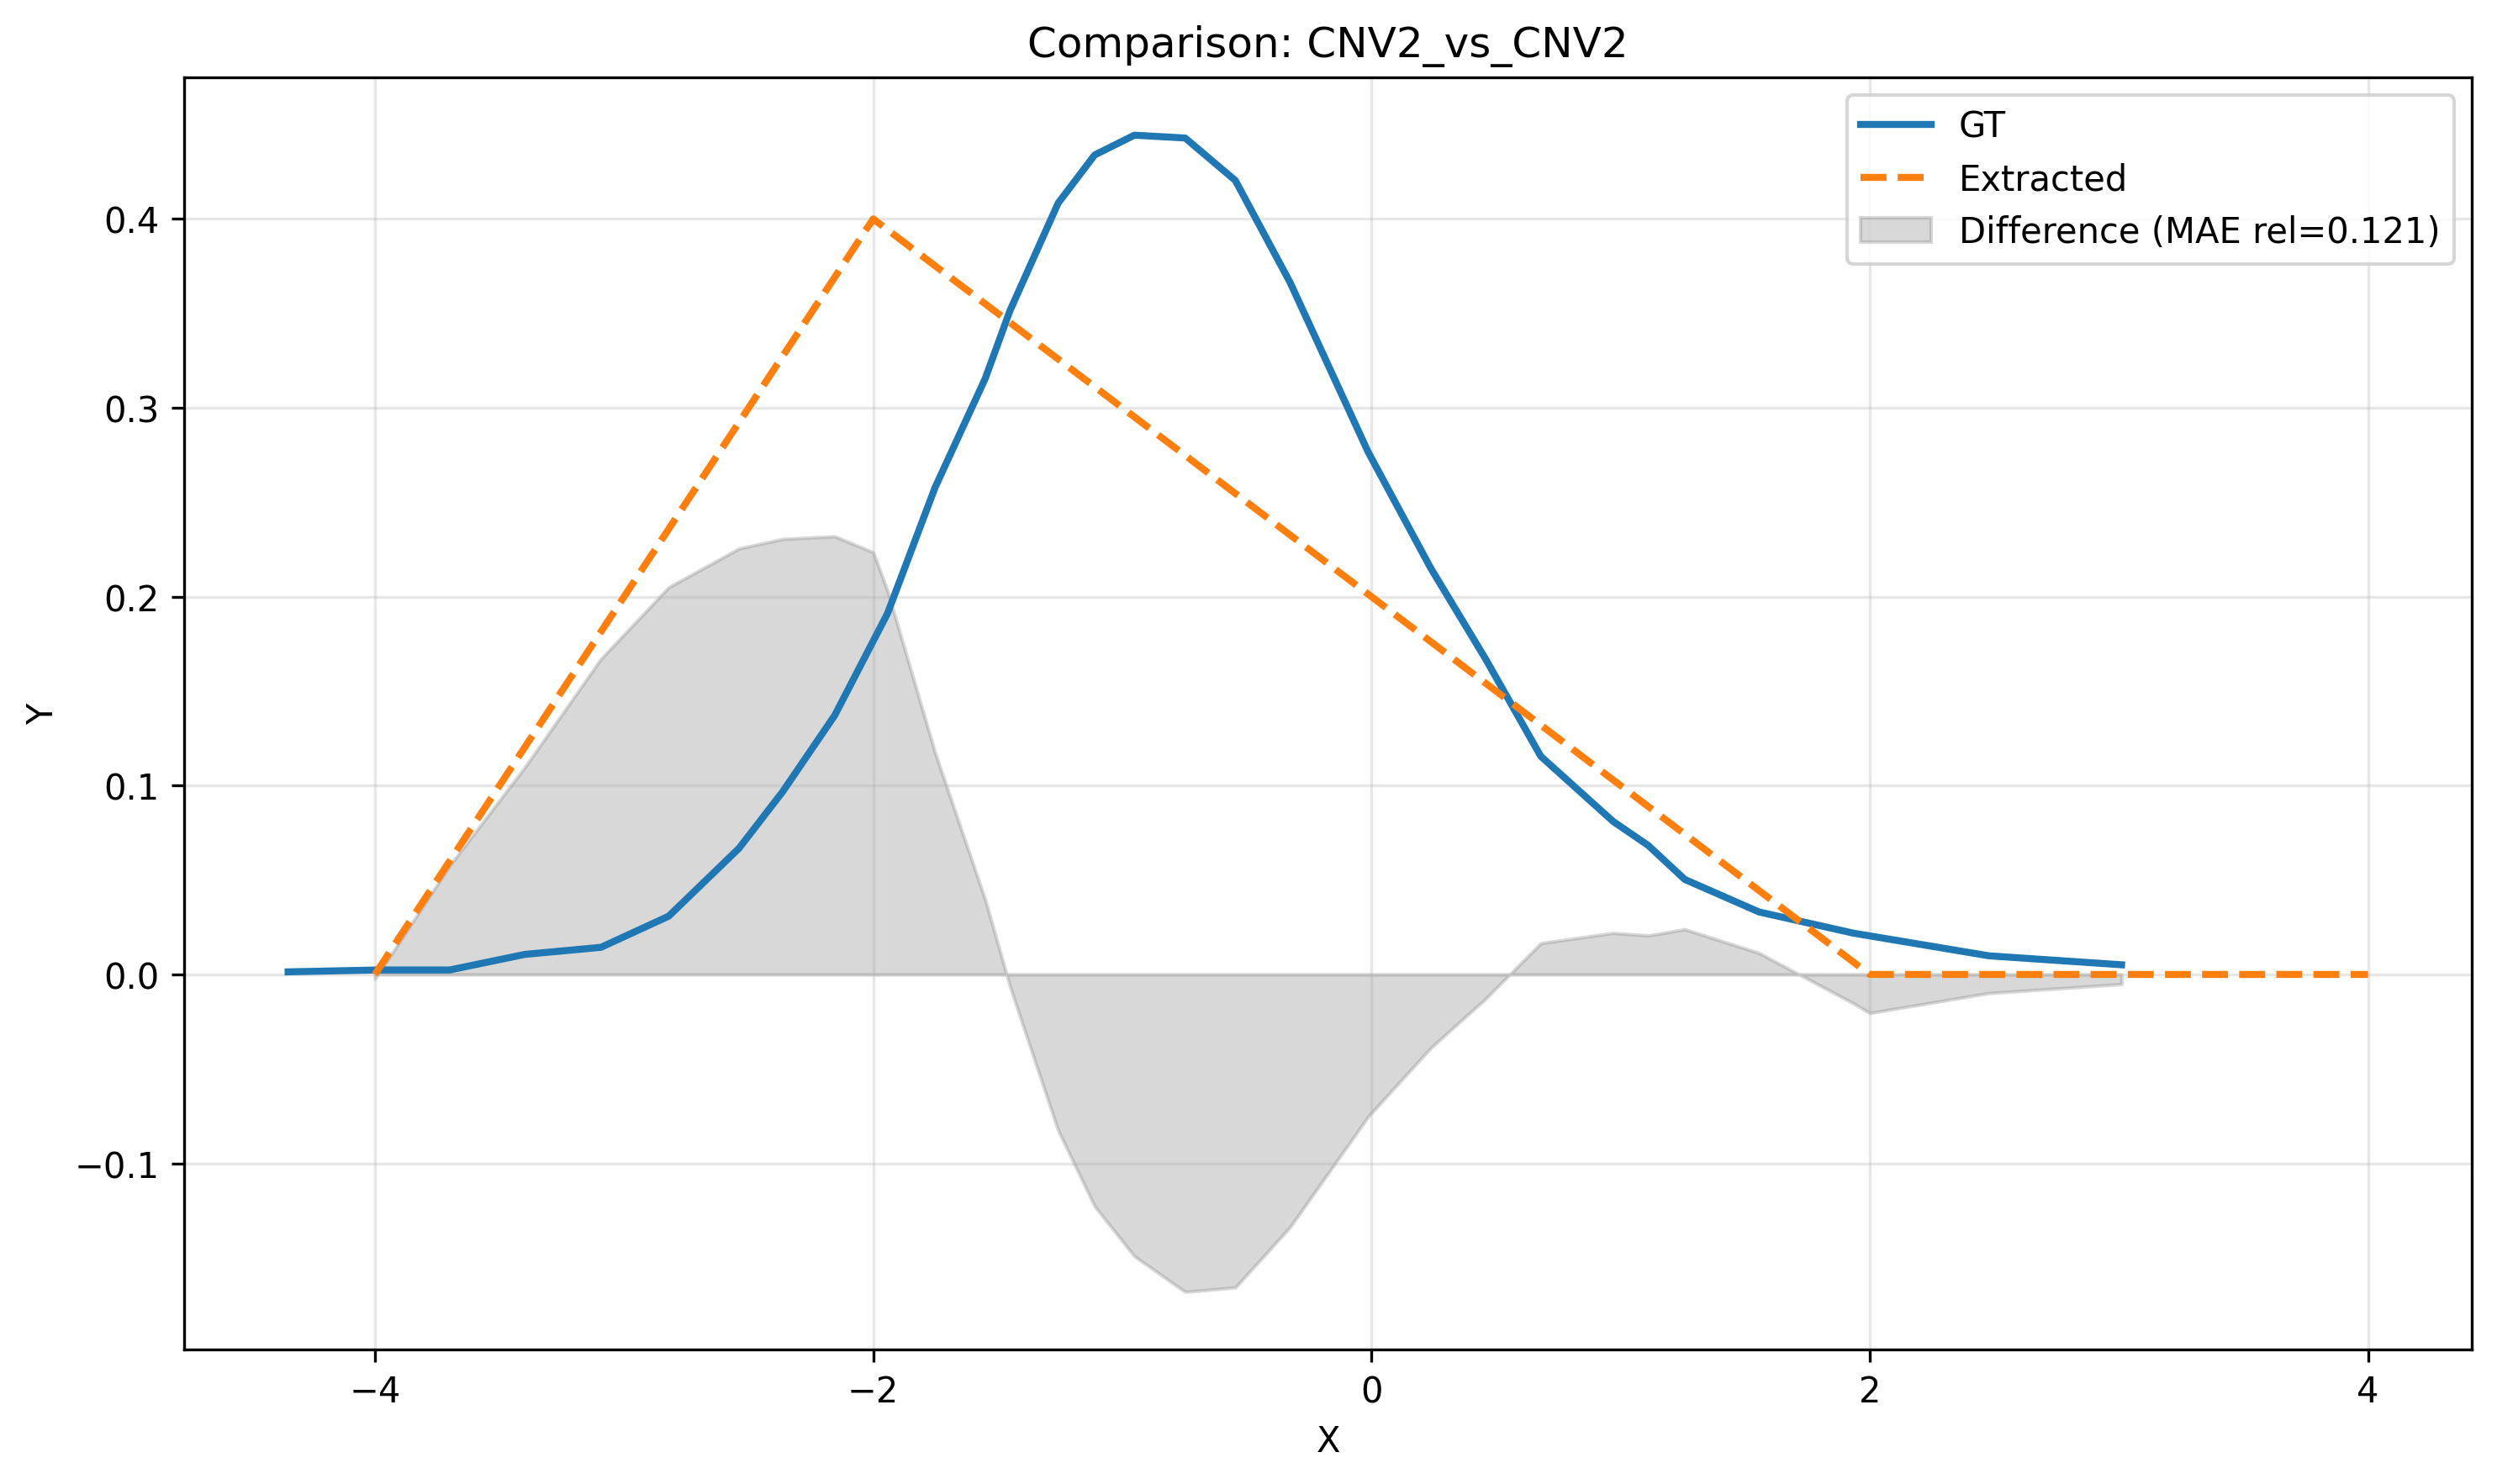 Comparison: CNV2_vs_CNV2
GT
Extracted
Difference (MAE rel=0.121)
0.4
0.3
0.2
0.1
0.0
−0.1
Y
−4
−2
0
2
4
X